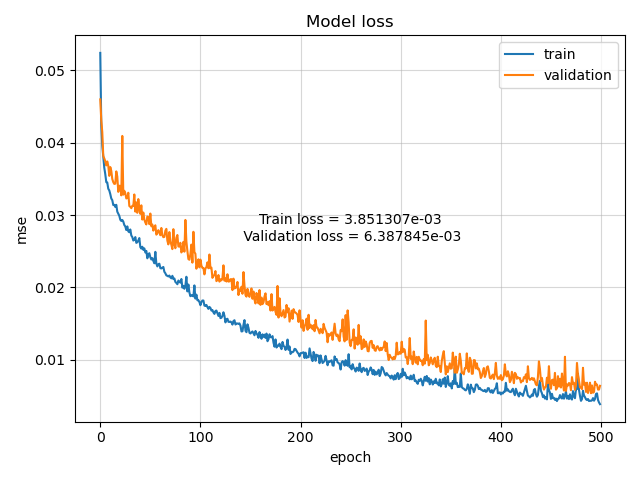 Model loss
train
validation
0.05
0.04
0.03
0.02
0.01
mse
Train loss = 3.851307e-03
Validation loss = 6.387845e-03
0
100
200
300
400
500
epoch